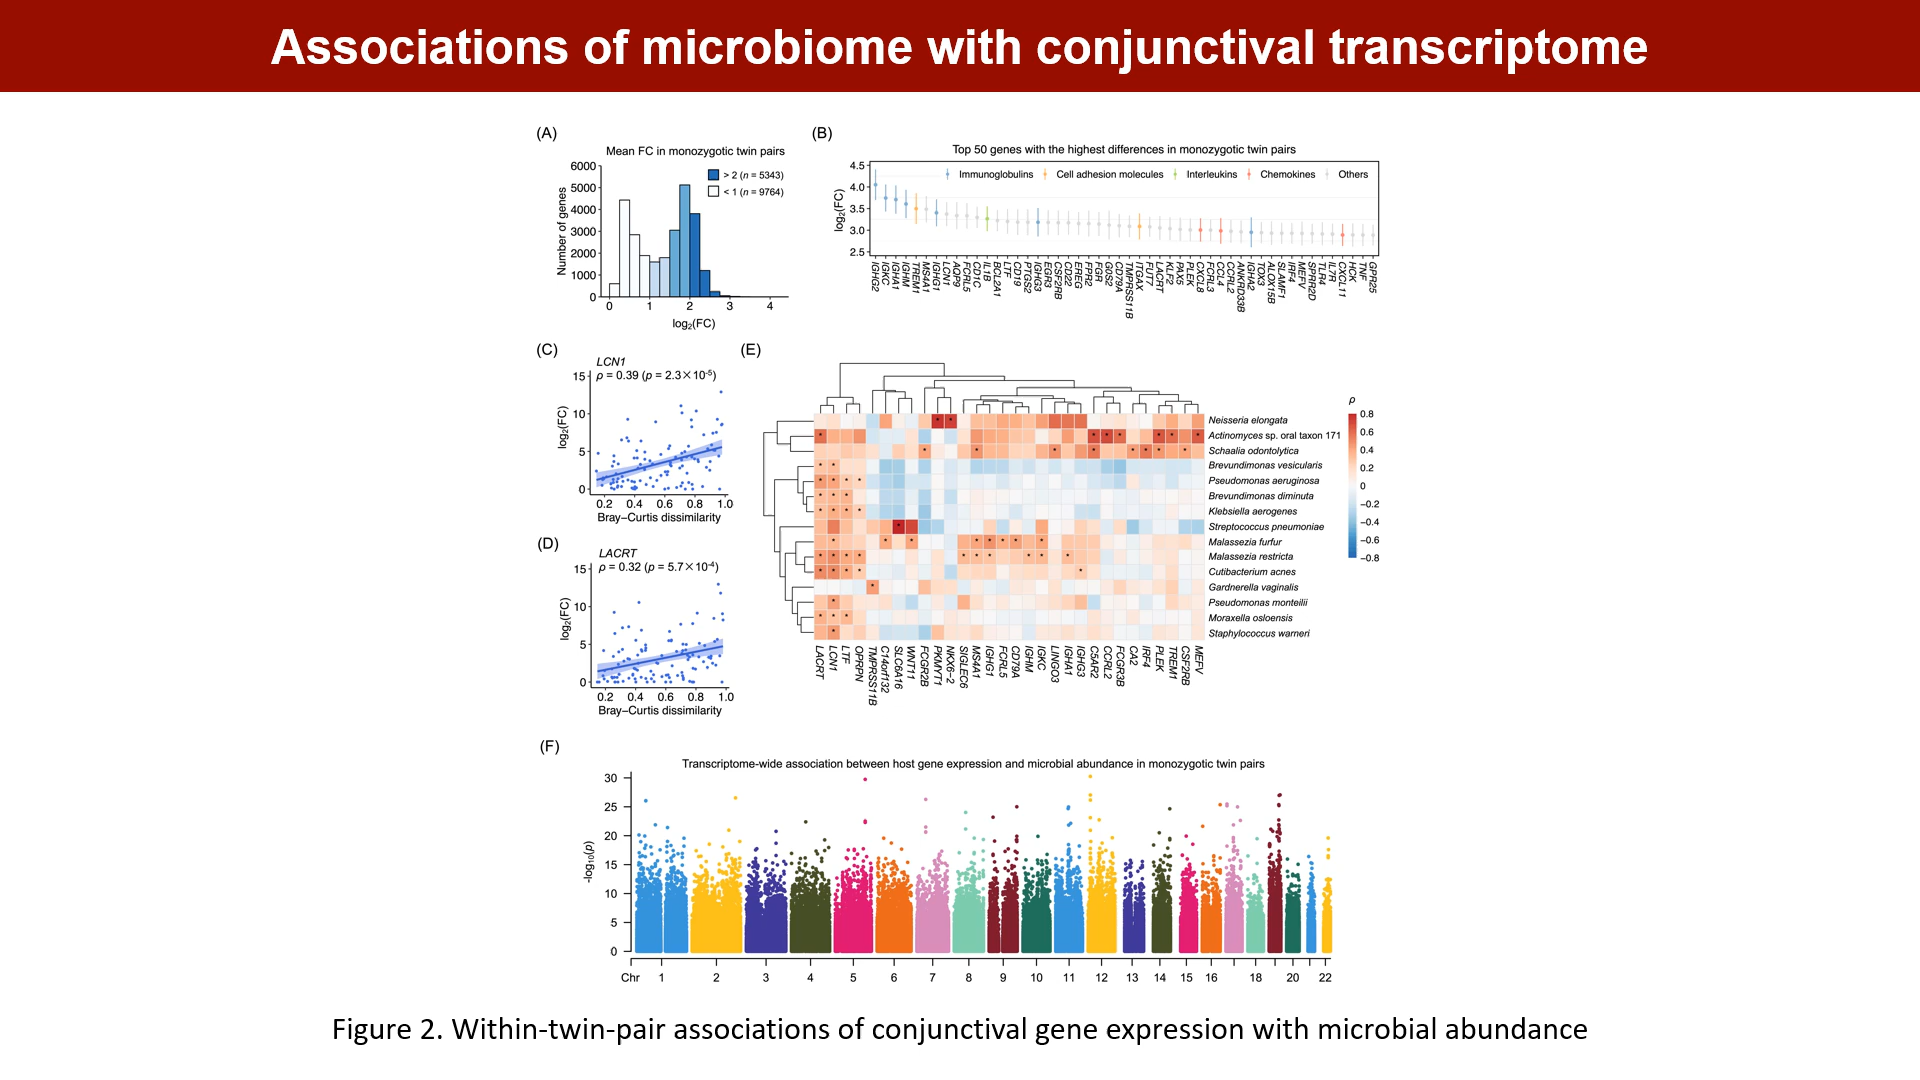 Associations of microbiome with conjunctival transcriptome
(A)
Mean FC in monozygotic twin pairs
> 2 (n = 5343)
< 1 (n = 9764)
Number of genes
6000
5000
4000
3000
2000
1000
0
0 1 2 3 4
log2(FC)
(B)
Top 50 genes with the highest differences in monozygotic twin pairs
Immunoglobulins Cell adhesion molecules Interleukins Chemokines Others
log2(FC)
4.5
4.0
3.5
3.0
2.5
IGHG2
IGKC
IGHA1
IGHM
TREM1
MS4A1
IGHG1
LCN1
AQP9
FCRL5
CD1C
IL1B
BCL2A1
LTF
CD19
PTGS2
IGHG3
EGR3
CSF2RB
CD22
EREG
FPR2
FGR
G0S2
CD79A
TMPRSS11B
ITGAX
FUT7
LACRT
KLF2
PAX5
PLEK
CXCL8
FCRL3
CCL4
CCRL2
ANKRD33B
IGHA2
TOX3
ALOX15B
SLAMF1
IRF4
MEFV
SPRR2D
TLR4
IL7R
CXCL11
HCK
TNF
GPR25
(C)
LCN1
ρ = 0.39 (p = 2.3×10-5)
log2(FC)
15
10
5
0
0.2 0.4 0.6 0.8 1.0
Bray−Curtis dissimilarity
(D)
LACRT
ρ = 0.32 (p = 5.7×10-4)
log2(FC)
15
10
5
0
0.2 0.4 0.6 0.8 1.0
Bray−Curtis dissimilarity
(E)
Neisseria elongata
Actinomyces sp. oral taxon 171
Schaalia odontolytica
Brevundimonas vesicularis
Pseudomonas aeruginosa
Brevundimonas diminuta
Klebsiella aerogenes
Streptococcus pneumoniae
Malassezia furfur
Malassezia restricta
Cutibacterium acnes
Gardnerella vaginalis
Pseudomonas monteilii
Moraxella osloensis
Staphylococcus warneri
LACRT
LCN1
LTF
OPRPN
TMPRSS11B
C14orf132
SLC6A16
WNT11
FCGR2B
PKMYT1
NKX6−2
SIGLEC6
MS4A1
IGHG1
FCRL5
CD79A
IGHM
IGKC
LINGO3
IGHA1
IGHG3
C5AR2
CCRL2
FCGR3B
CA2
IRF4
PLEK
TREM1
CSF2RB
MEFV
ρ
0.8
0.6
0.4
0.2
0
−0.2
−0.4
−0.6
−0.8
(F)
Transcriptome-wide association between host gene expression and microbial abundance in monozygotic twin pairs
-log10(p)
30
25
20
15
10
5
0
Chr 1 2 3 4 5 6 7 8 9 10 11 12 13 14 15 16 18 20 22
Figure 2. Within-twin-pair associations of conjunctival gene expression with microbial abundance